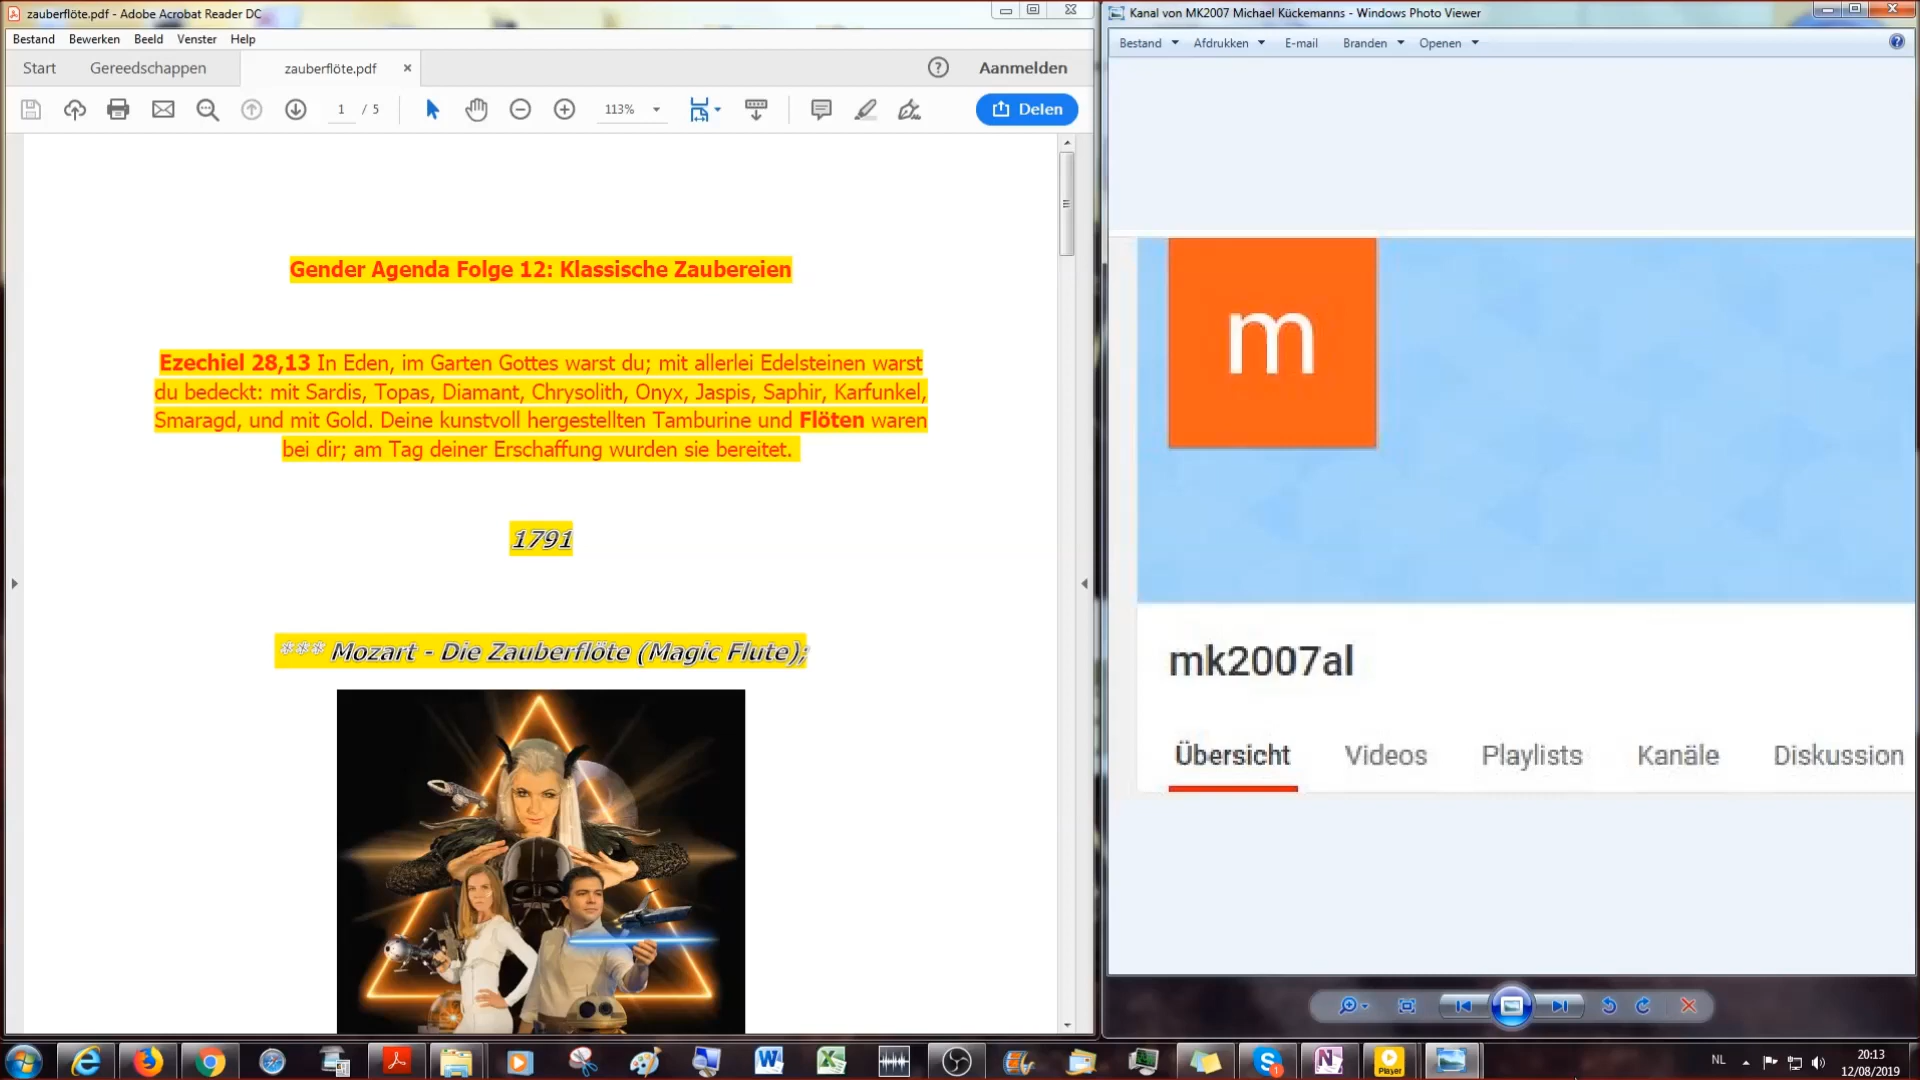 zauberflöte.pdf - Adobe Acrobat Reader DC
Bestand Bewerken Beeld Venster Help
Start Gereedschappen zauberflöte.pdf × Aanmelden
1 / 5 113% Delen
Gender Agenda Folge 12: Klassische Zaubereien
Ezechiel 28,13 In Eden, im Garten Gottes warst du; mit allerlei Edelsteinen warst
du bedeckt: mit Sardis, Topas, Diamant, Chrysolith, Onyx, Jaspis, Saphir, Karfunkel,
Smaragd, und mit Gold. Deine kunstvoll hergestellten Tamburine und Flöten waren
bei dir; am Tag deiner Erschaffung wurden sie bereitet.
1791
*** Mozart - Die Zauberflöte (Magic Flute);
Kanal von MK2007 Michael Kückemanns - Windows Photo Viewer
Bestand Afdrukken E-mail Branden Openen
m
mk2007al
Übersicht Videos Playlists Kanäle Diskussion
Player
NL
20:13
12/08/2019